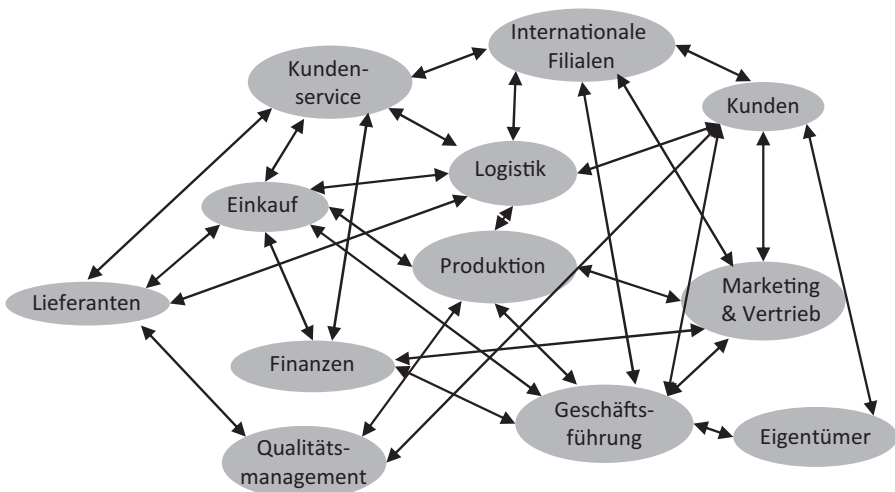 Internationale
Filialen
Kunden-
service
Kunden
Logistik
Einkauf
Produktion
Lieferanten
Marketing
& Vertrieb
Finanzen
Geschäfts-
führung
Eigentümer
Qualitäts-
management